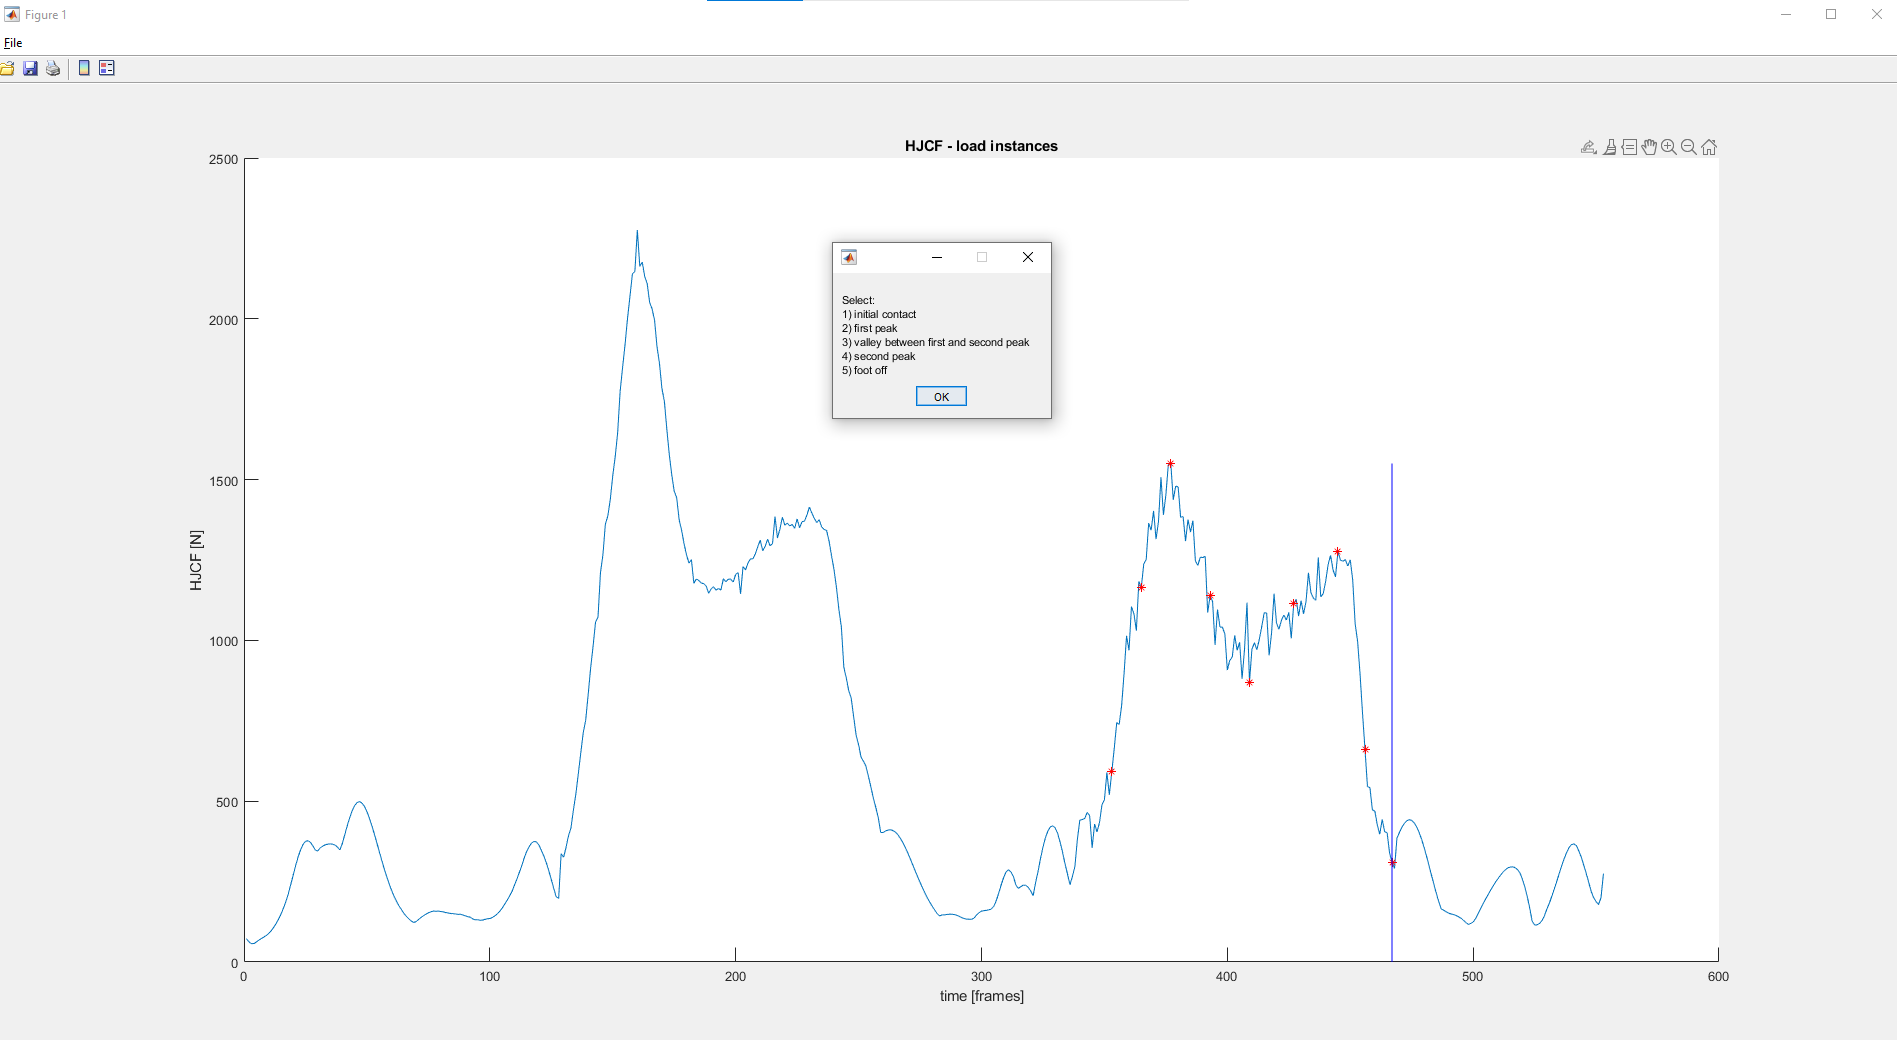 Figure 1
File
HJCF - load instances
2500
2000
1500
1000
500
0
HJCF [N]
Select:
1) initial contact
2) first peak
3) valley between first and second peak
4) second peak
5) foot off
OK
0 100 200 300 400 500 600
time [frames]